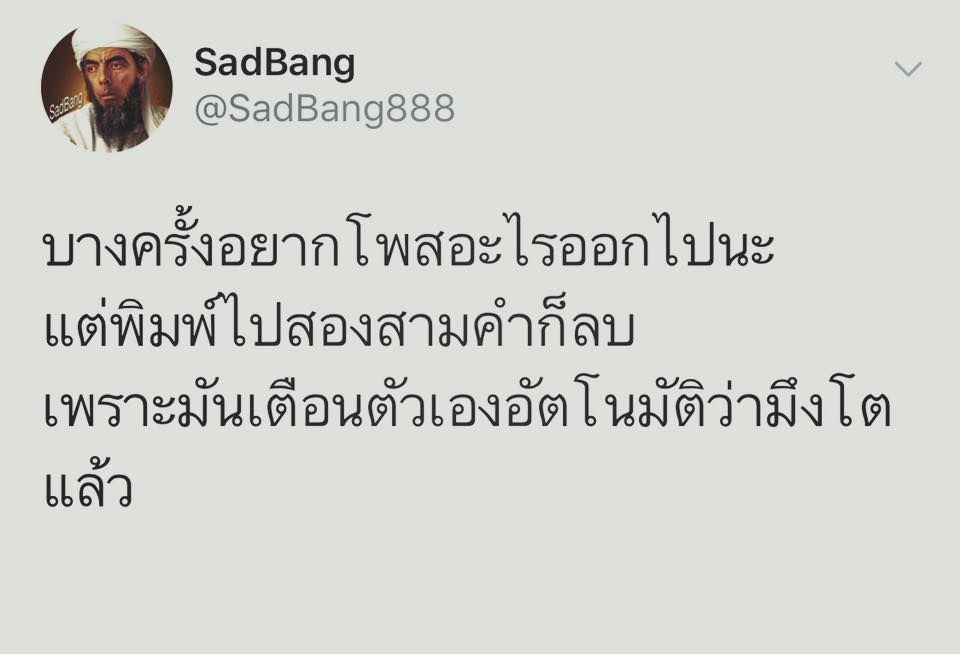 SadBang
@SadBang888
SadBang
บางครั้งอยากโพสอะไรออกไปนะ
แต่พิมพ์ไปสองสามคำก็ลบ
เพราะมันเตือนตัวเองอัตโนมัติว่ามึงโต
แล้ว